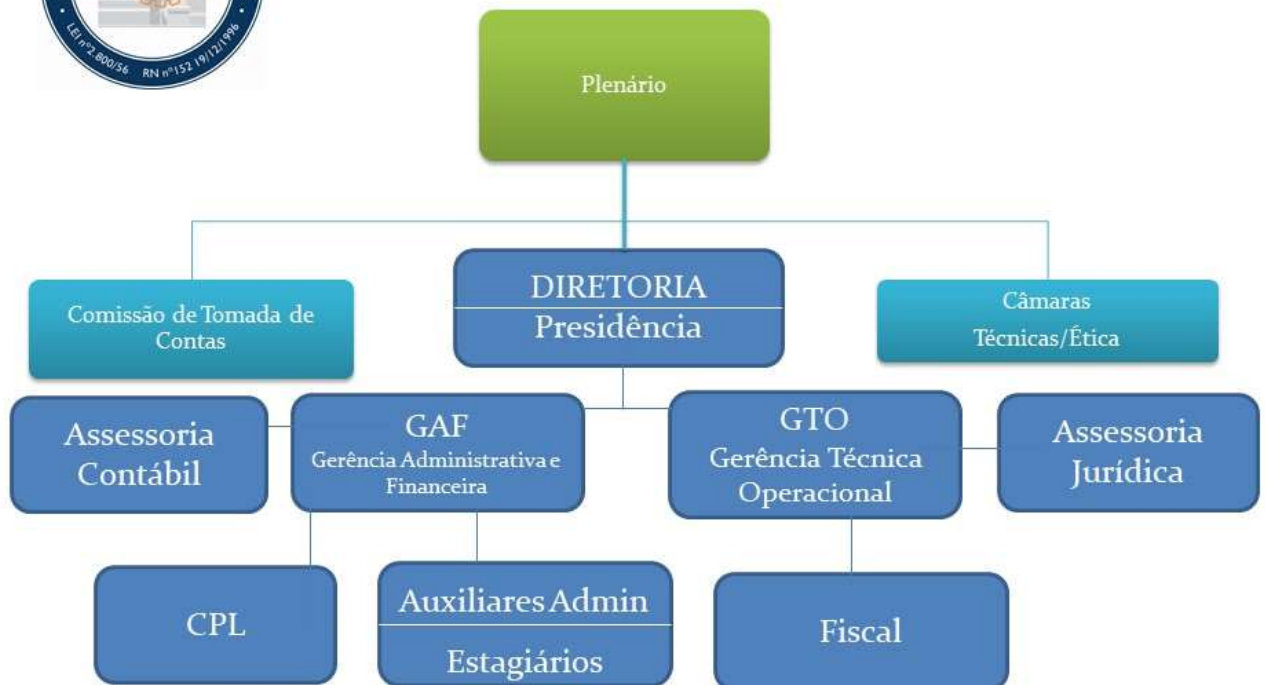 LEI nº2.800/56 RN nº152 19/12/1996
Plenário
Comissão de Tomada de
Contas
DIRETORIA
Presidência
Câmaras
Técnicas/Ética
Assessoria
Contábil
GAF
Gerência Administrativa e
Financeira
GTO
Gerência Técnica
Operacional
Assessoria
Jurídica
CPL
Auxiliares Admin
Estagiários
Fiscal